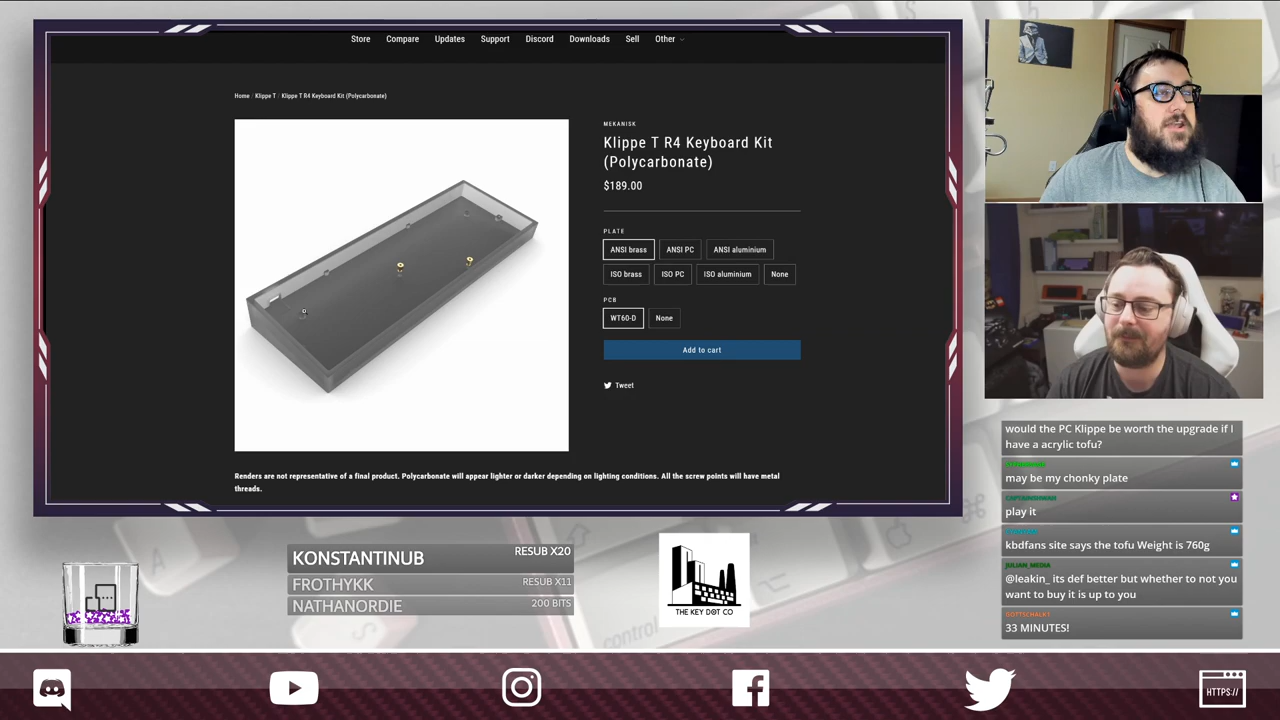 Store Compare Updates Support Discord Downloads Sell Other
Home / Klippe T / Klippe T R4 Keyboard Kit (Polycarbonate)
MEKANISK
Klippe T R4 Keyboard Kit
(Polycarbonate)
$189.00
PLATE
ANSI brass ANSI PC ANSI aluminium
ISO brass ISO PC ISO aluminium None
PCB
WT60-D None
Add to cart
Tweet
Renders are not representative of a final product. Polycarbonate will appear lighter or darker depending on lighting conditions. All the screw points will have metal
threads.
would the PC Klippe be worth the upgrade if I
have a acrylic tofu?
may be my chonky plate
play it
kbdfans site says the tofu Weight is 760g
JULIAN_MEDIA
@leakin_ its def better but whether to not you
want to buy it is up to you
33 MINUTES!
KONSTANTINUB RESUB X20
FROTHYKK RESUB X11
NATHANORDIE 200 BITS
THE KEY DOT CO
control
HTTPS://